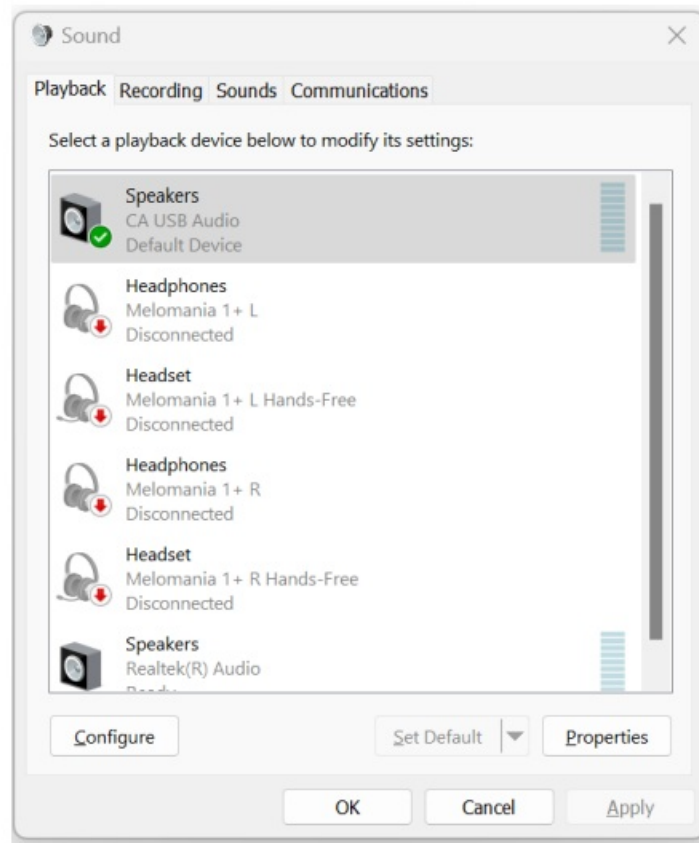 Sound
Playback Recording Sounds Communications
Select a playback device below to modify its settings:
Speakers
CA USB Audio
Default Device
Headphones
Melomania 1+ L
Disconnected
Headset
Melomania 1+ L Hands-Free
Disconnected
Headphones
Melomania 1+ R
Disconnected
Headset
Melomania 1+ R Hands-Free
Disconnected
Speakers
Realtek(R) Audio
Ready
Configure Set Default Properties
OK Cancel Apply